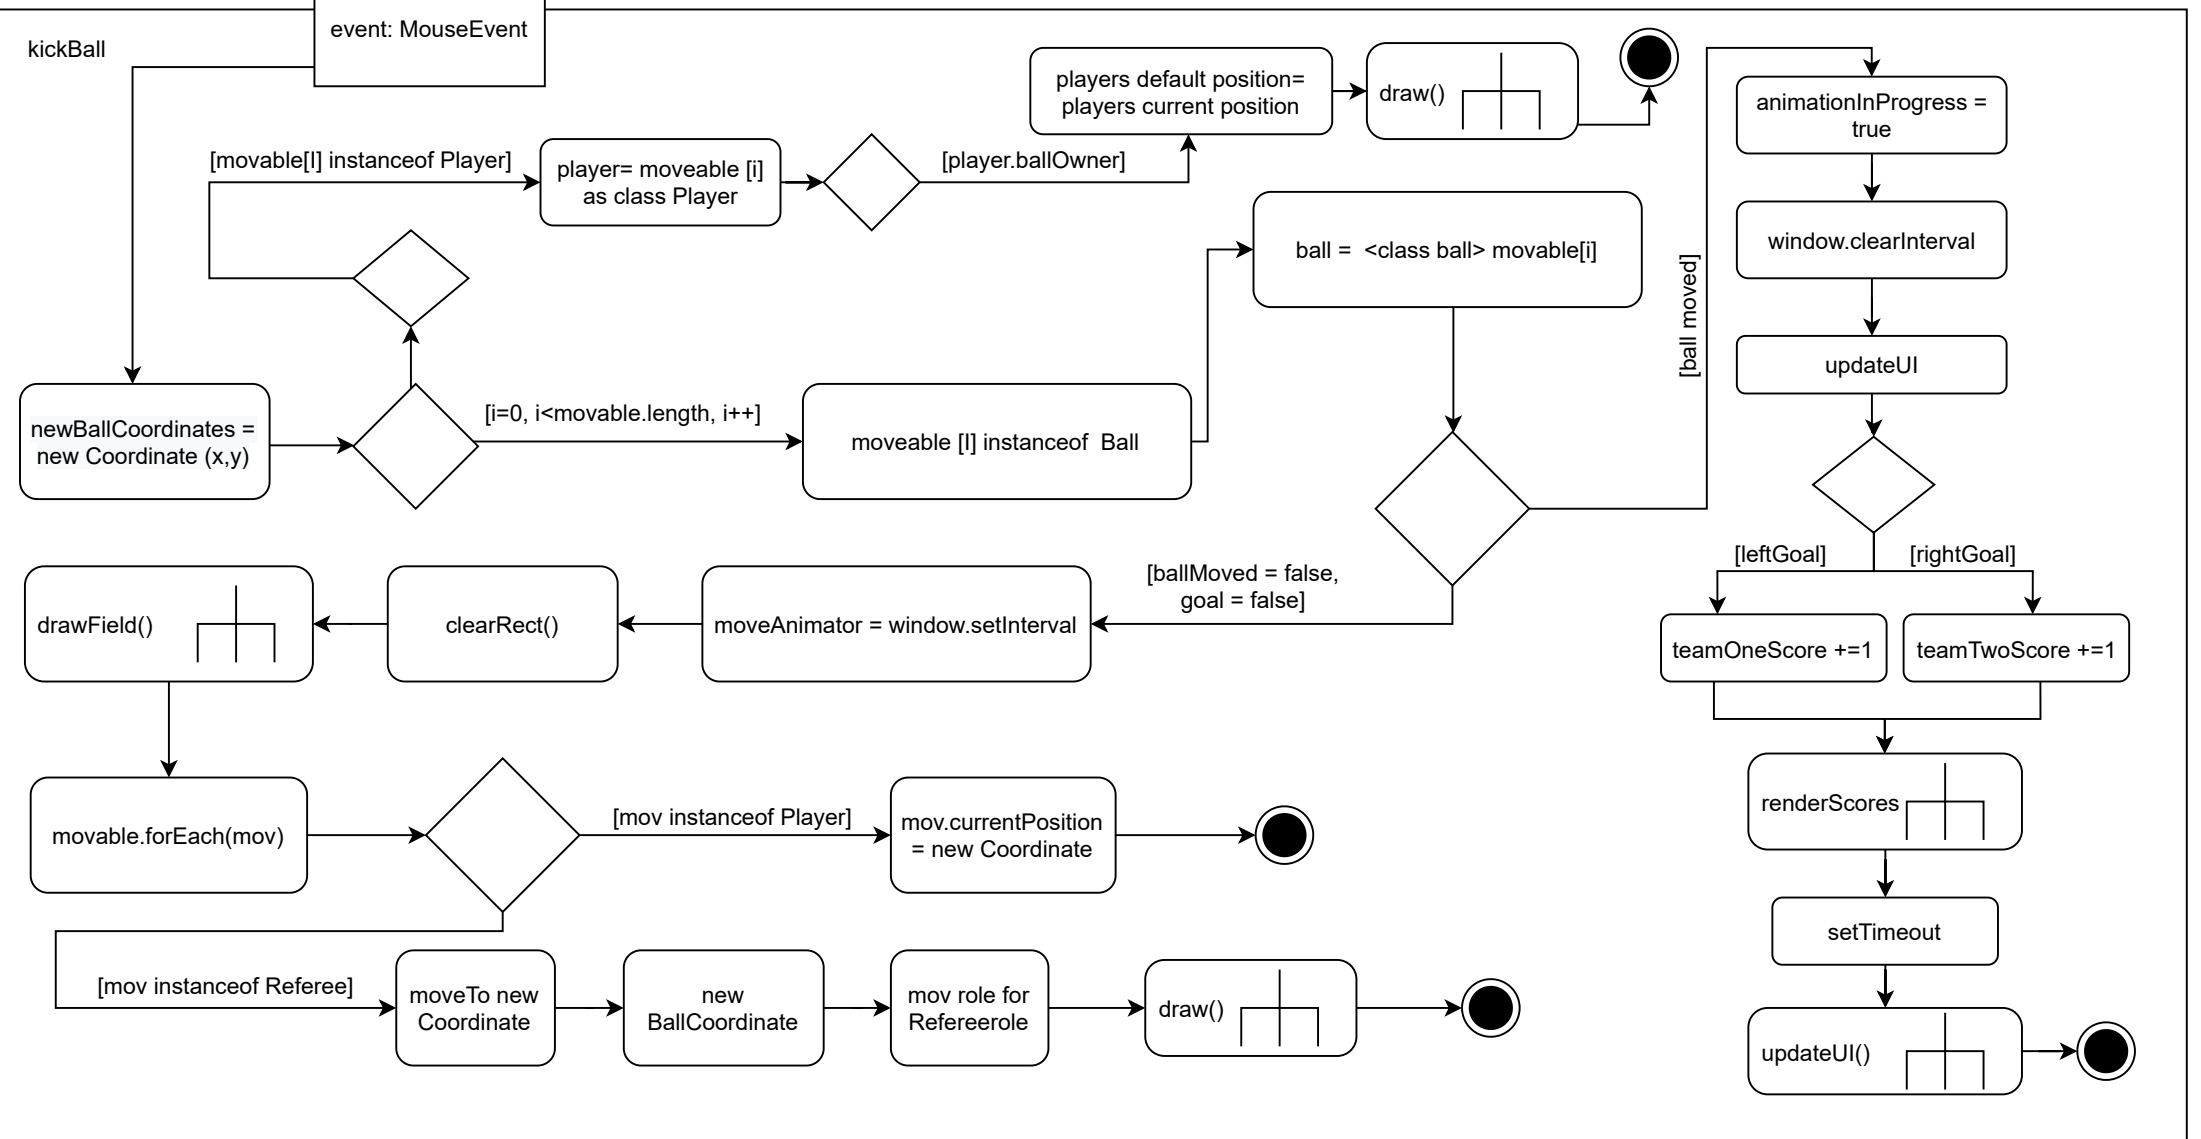 event: MouseEvent
kickBall
players default position=
players current position
draw()
animationInProgress =
true
[movable[I] instanceof Player]
player= moveable [i]
as class Player
[player.ballOwner]
window.clearInterval
ball =  <class ball> movable[i]
[ball moved]
updateUI
newBallCoordinates =
new Coordinate (x,y)
[i=0, i<movable.length, i++]
moveable [I] instanceof  Ball
[leftGoal]
[rightGoal]
[ballMoved = false,
goal = false]
drawField()
clearRect()
moveAnimator = window.setInterval
teamOneScore +=1
teamTwoScore +=1
movable.forEach(mov)
[mov instanceof Player]
mov.currentPosition
= new Coordinate
renderScores
setTimeout
[mov instanceof Referee]
moveTo new
Coordinate
new
BallCoordinate
mov role for
Refereerole
draw()
updateUI()